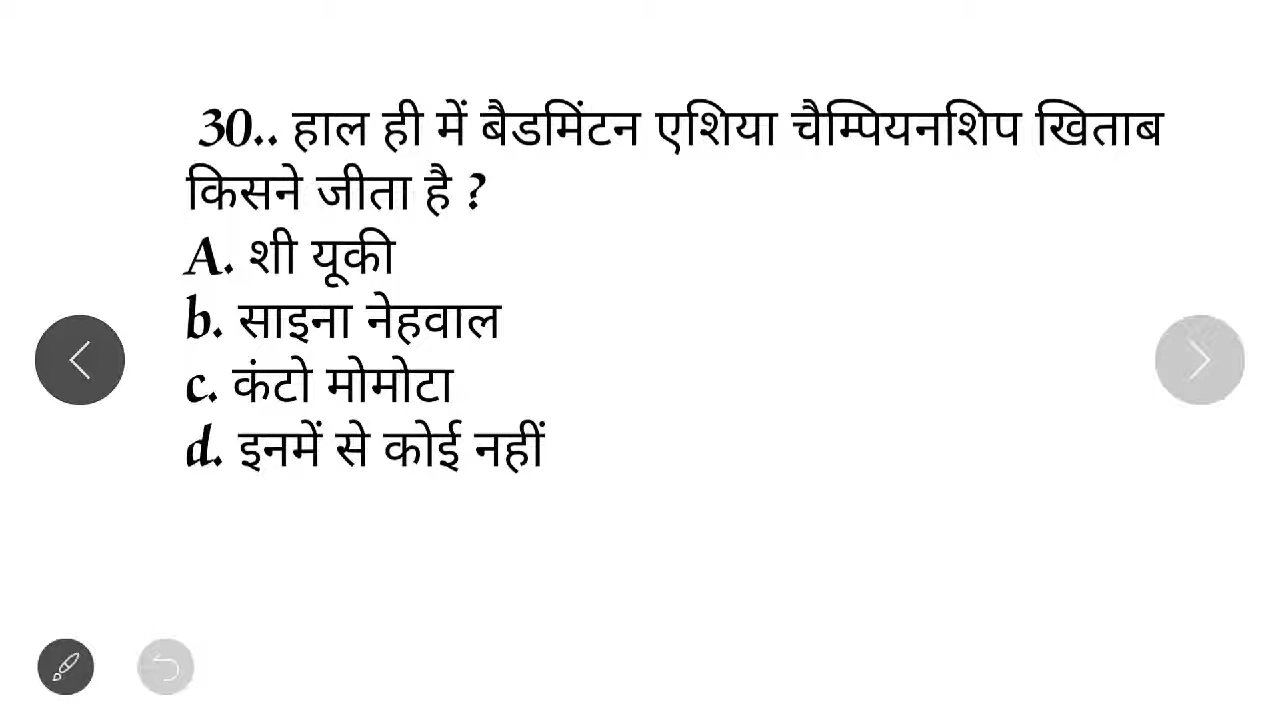 30.. हाल ही में बैडमिंटन एशिया चैम्पियनशिप खिताब
किसने जीता है ?
A. शी यूकी
b. साइना नेहवाल
c. कंटो मोमोटा
d. इनमें से कोई नहीं